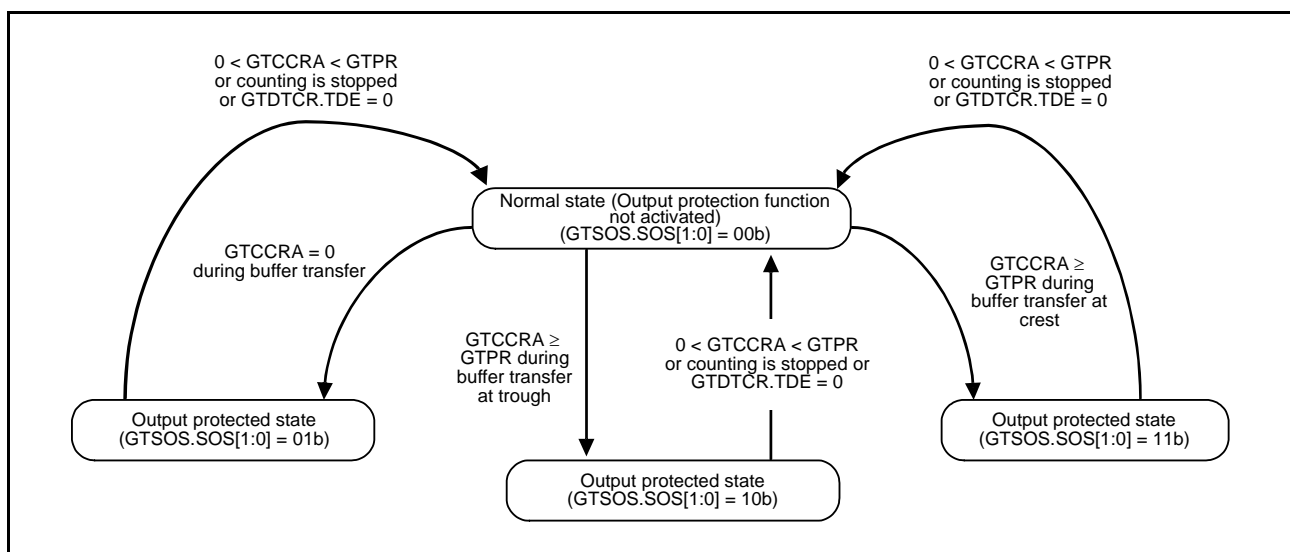 0 < GTCCRA < GTPR
or counting is stopped
or GTDTCR.TDE = 0
0 < GTCCRA < GTPR
or counting is stopped
or GTDTCR.TDE = 0
Normal state (Output protection function
not activated)
(GTSOS.SOS[1:0] = 00b)
GTCCRA = 0
during buffer transfer
GTCCRA ≥
GTPR during
buffer transfer at
crest
GTCCRA ≥
GTPR during
buffer transfer
at trough
0 < GTCCRA < GTPR
or counting is stopped or
GTDTCR.TDE = 0
Output protected state
(GTSOS.SOS[1:0] = 01b)
Output protected state
(GTSOS.SOS[1:0] = 11b)
Output protected state
(GTSOS.SOS[1:0] = 10b)